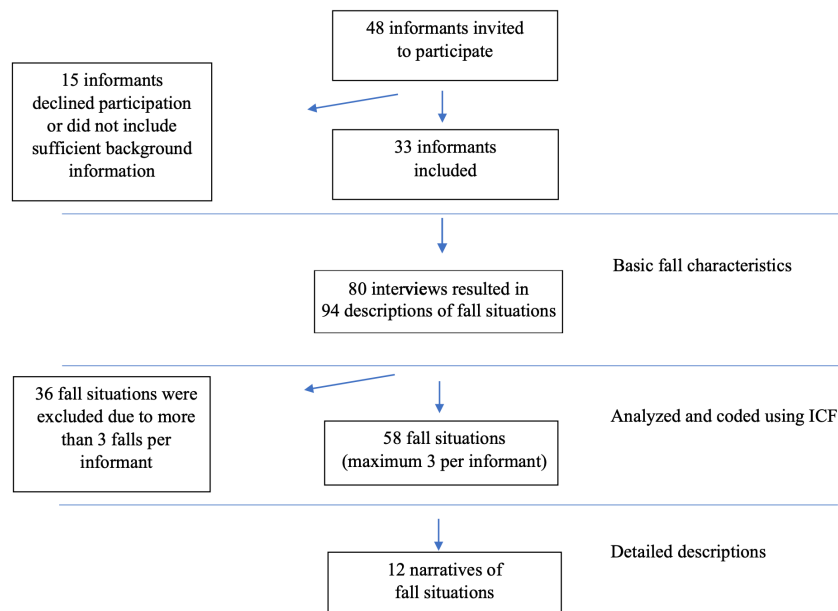 48 informants invited
to participate
15 informants
declined participation
or did not include
sufficient background
information
33 informants
included
Basic fall characteristics
80 interviews resulted in
94 descriptions of fall situations
36 fall situations were
excluded due to more
than 3 falls per
informant
Analyzed and coded using ICF
58 fall situations
(maximum 3 per informant)
Detailed descriptions
12 narratives of
fall situations